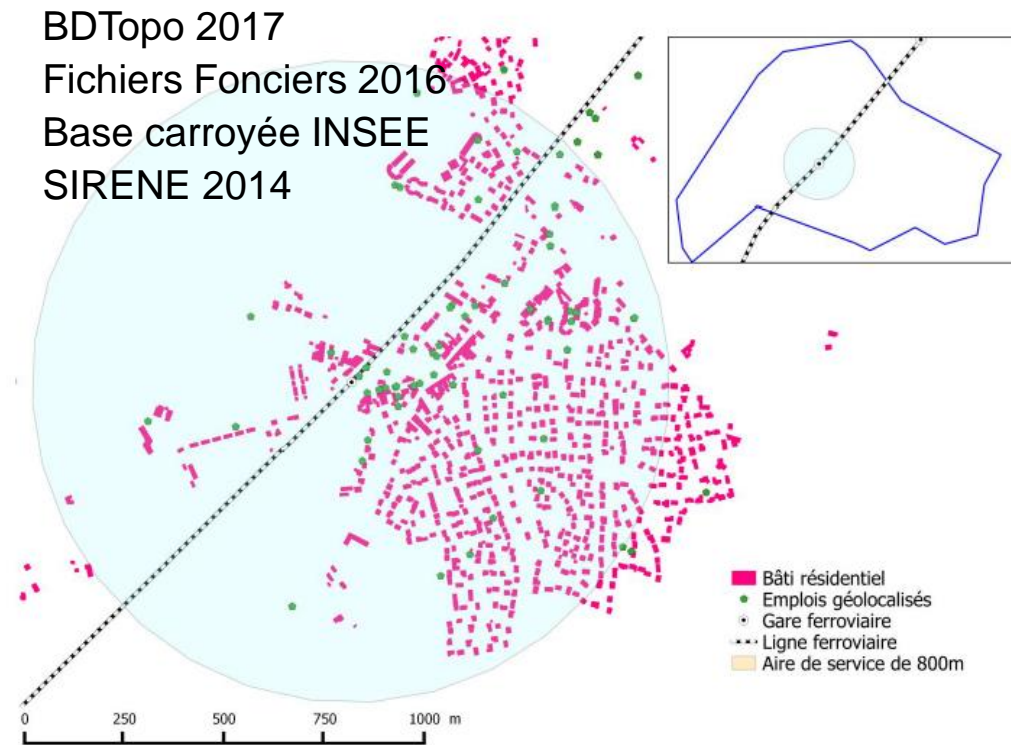 BDTopo 2017
Fichiers Fonciers 2016
Base carroyée INSEE
SIRENE 2014
Bâti résidentiel
Emplois géolocalisés
Gare ferroviaire
Ligne ferroviaire
Aire de service de 800m
0 250 500 750 1000 m